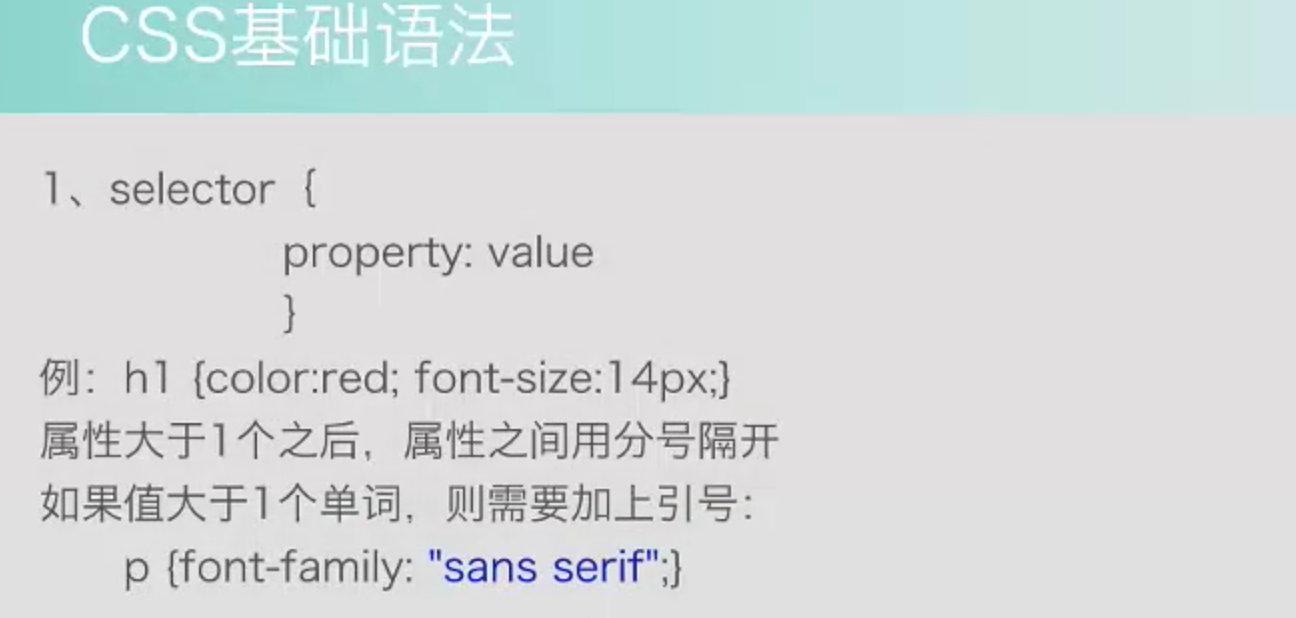 CSS基础语法
1、selector {
property: value
}
例：h1 {color:red; font-size:14px;}
属性大于1个之后，属性之间用分号隔开
如果值大于1个单词，则需要加上引号：
p {font-family: "sans serif";}